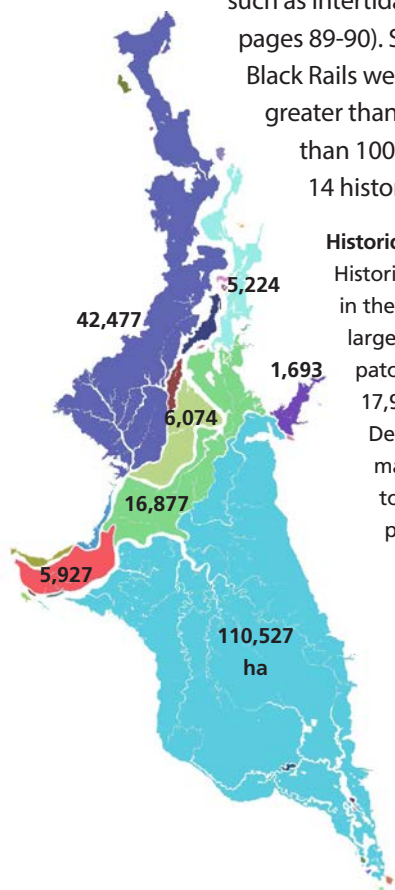 such as intertida
pages 89-90). S
Black Rails we
greater than
than 100
14 histor
Historic
Histori
in the
large
patc
17,9
De
ma
to
p
42,477
5,224
1,693
6,074
16,877
5,927
110,527
ha